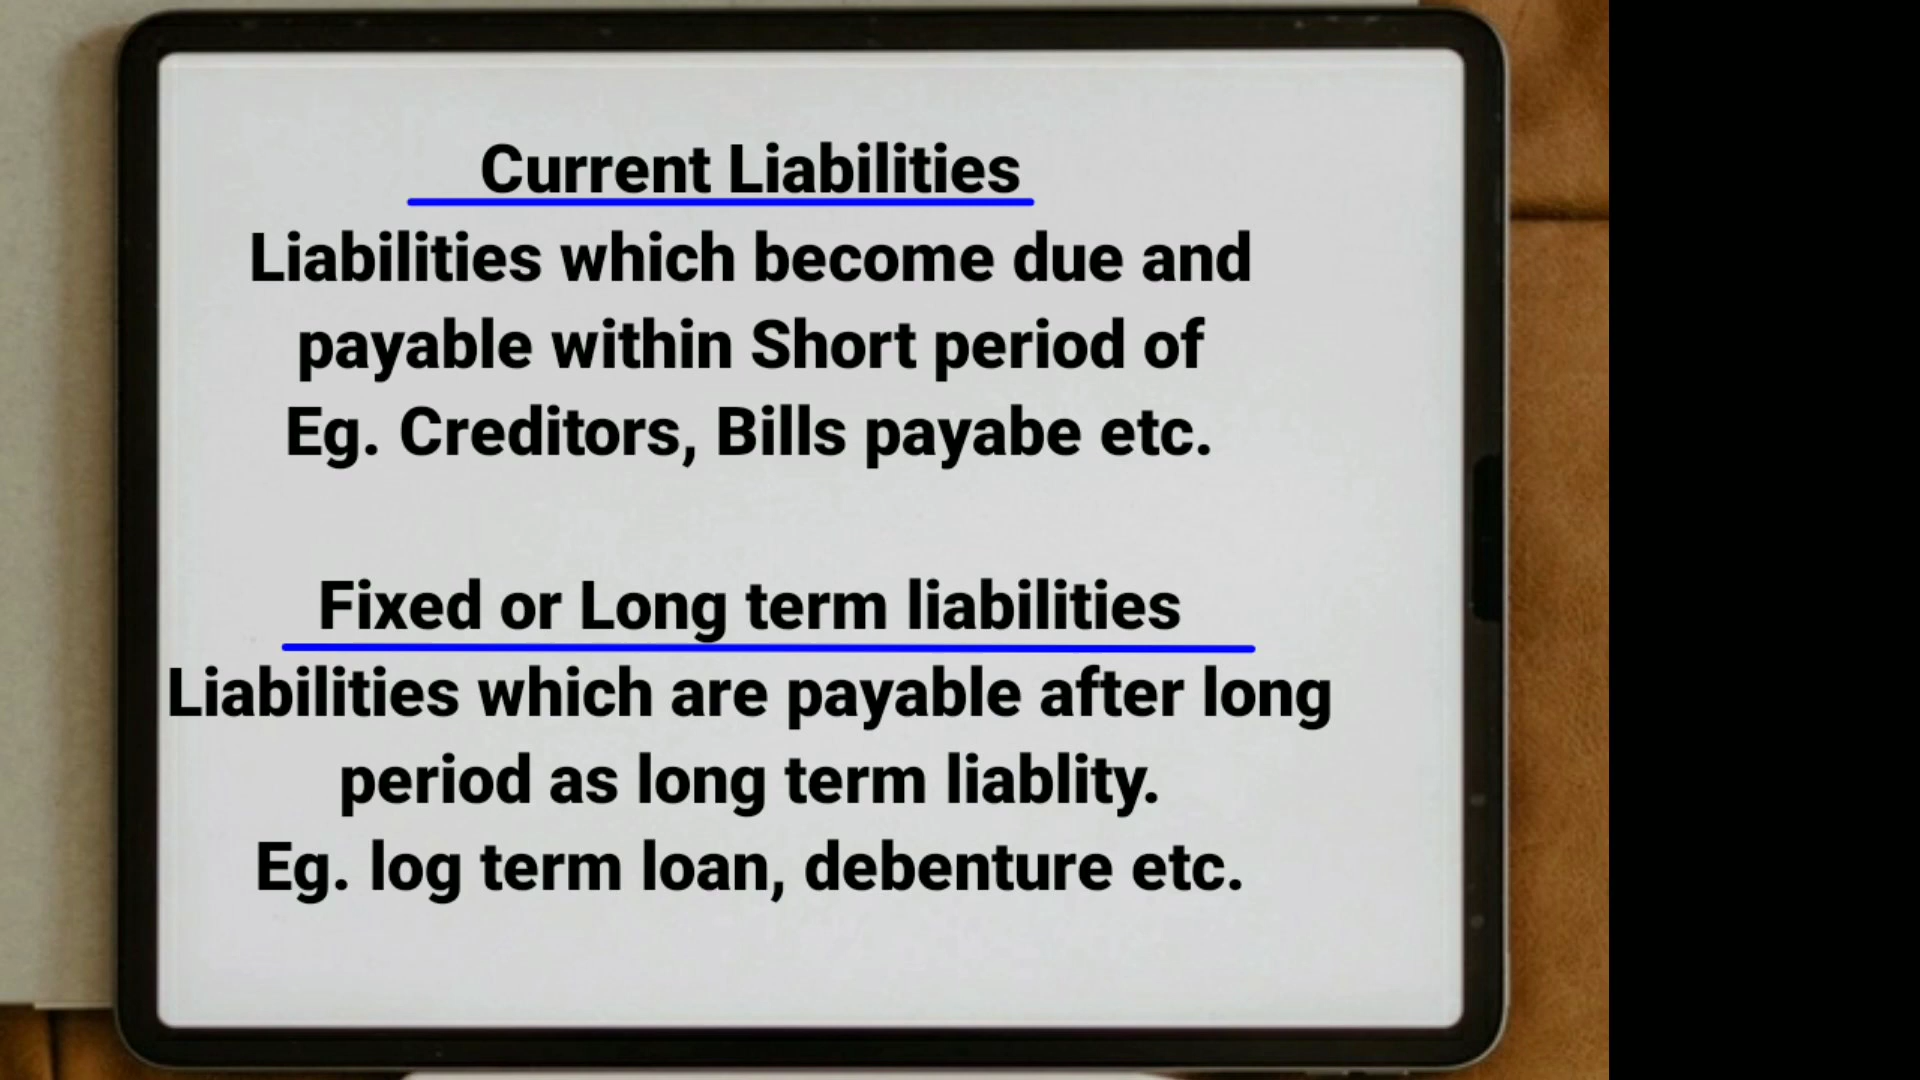 Current Liabilities
Liabilities which become due and
payable within Short period of
Eg. Creditors, Bills payabe etc.
Fixed or Long term liabilities
Liabilities which are payable after long
period as long term liablity.
Eg. log term loan, debenture etc.